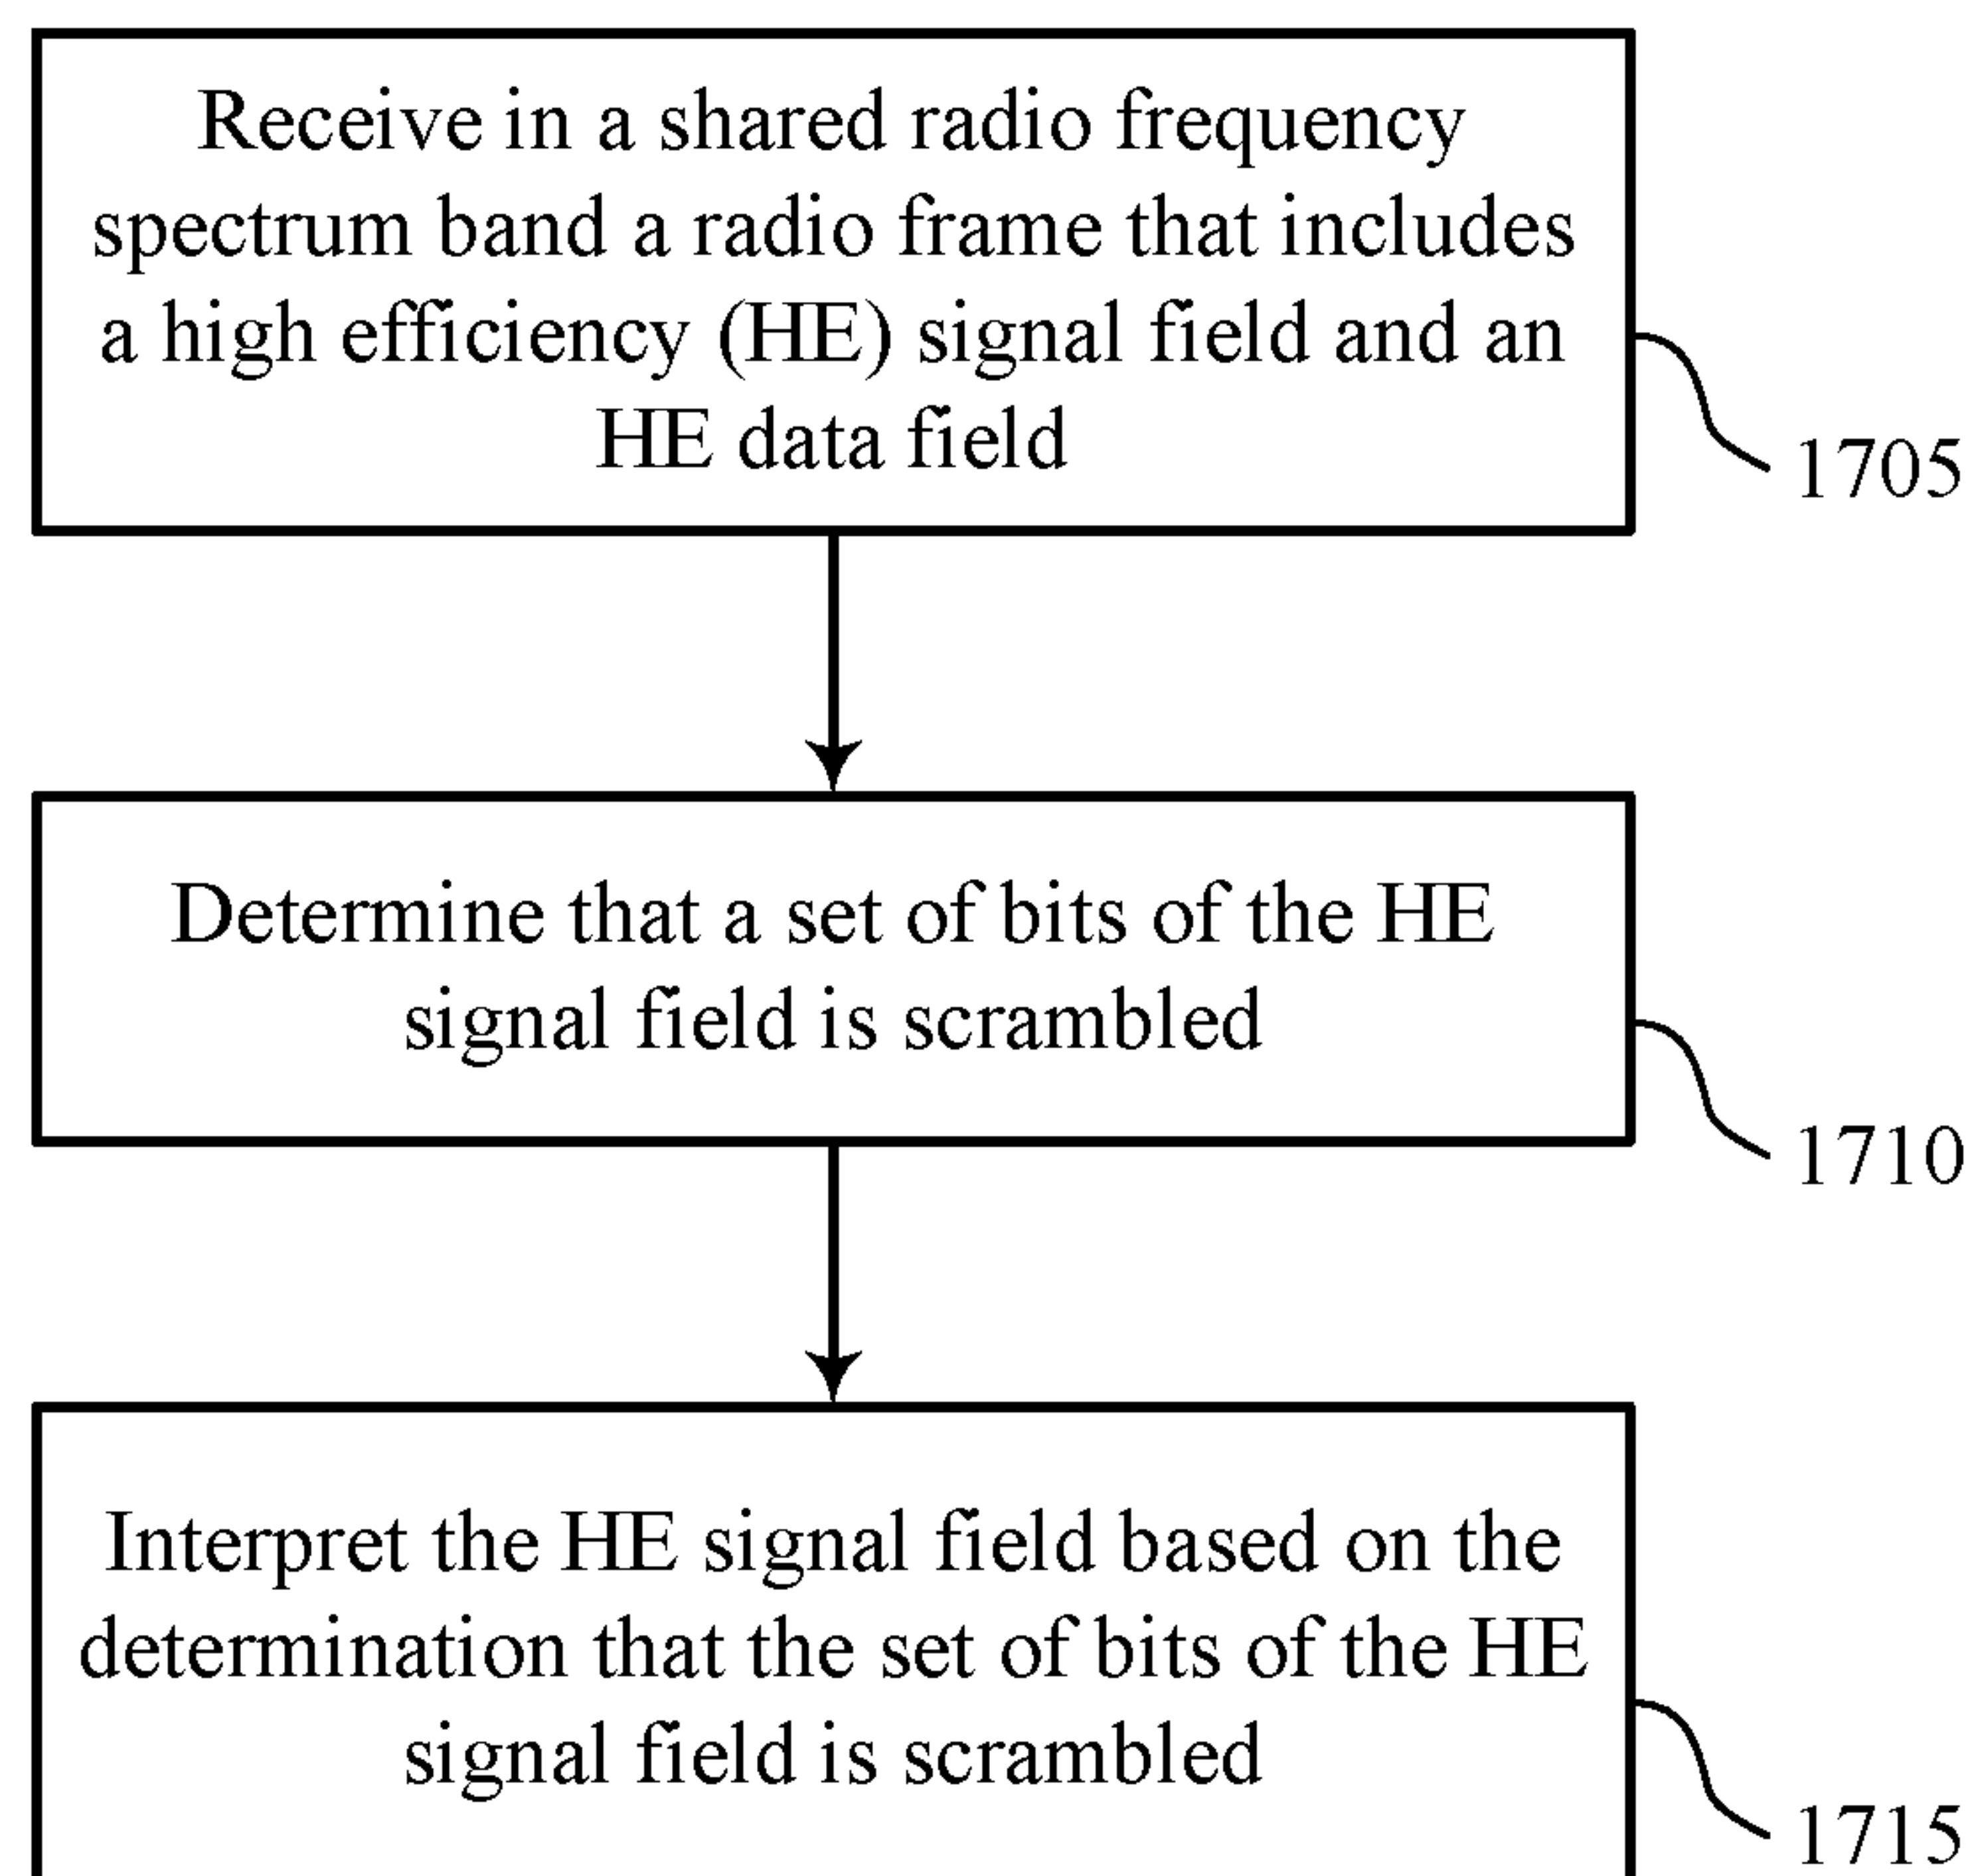 Receive in a shared radio frequency
spectrum band a radio frame that includes
a high efficiency (HE) signal field and an
HE data field
1705
Determine that a set of bits of the HE
signal field is scrambled
1710
Interpret the HE signal field based on the
determination that the set of bits of the HE
signal field is scrambled
1715